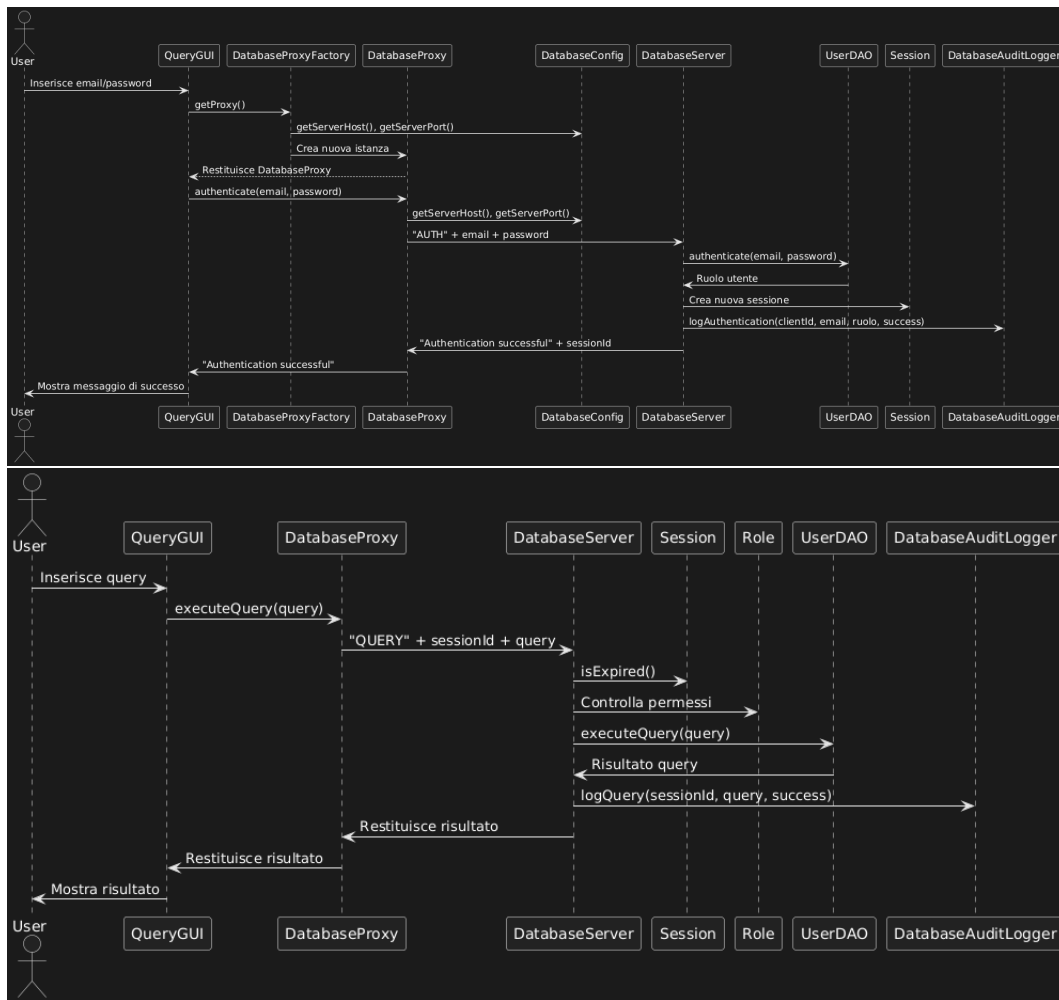 User
QueryGUI DatabaseProxyFactory DatabaseProxy DatabaseConfig DatabaseServer UserDAO Session DatabaseAuditLogger
Inserisce email/password
getProxy()
getServerHost(), getServerPort()
Crea nuova istanza
Restituisce DatabaseProxy
authenticate(email, password)
getServerHost(), getServerPort()
"AUTH" + email + password
authenticate(email, password)
Ruolo utente
Crea nuova sessione
logAuthentication(clientId, email, ruolo, success)
"Authentication successful" + sessionId
"Authentication successful"
Mostra messaggio di successo
User
QueryGUI DatabaseProxyFactory DatabaseProxy DatabaseConfig DatabaseServer UserDAO Session DatabaseAuditLogger
User
QueryGUI DatabaseProxy DatabaseServer Session Role UserDAO DatabaseAuditLogger
Inserisce query
executeQuery(query)
"QUERY" + sessionId + query
isExpired()
Controlla permessi
executeQuery(query)
Risultato query
logQuery(sessionId, query, success)
Restituisce risultato
Restituisce risultato
Mostra risultato
User
QueryGUI DatabaseProxy DatabaseServer Session Role UserDAO DatabaseAuditLogger